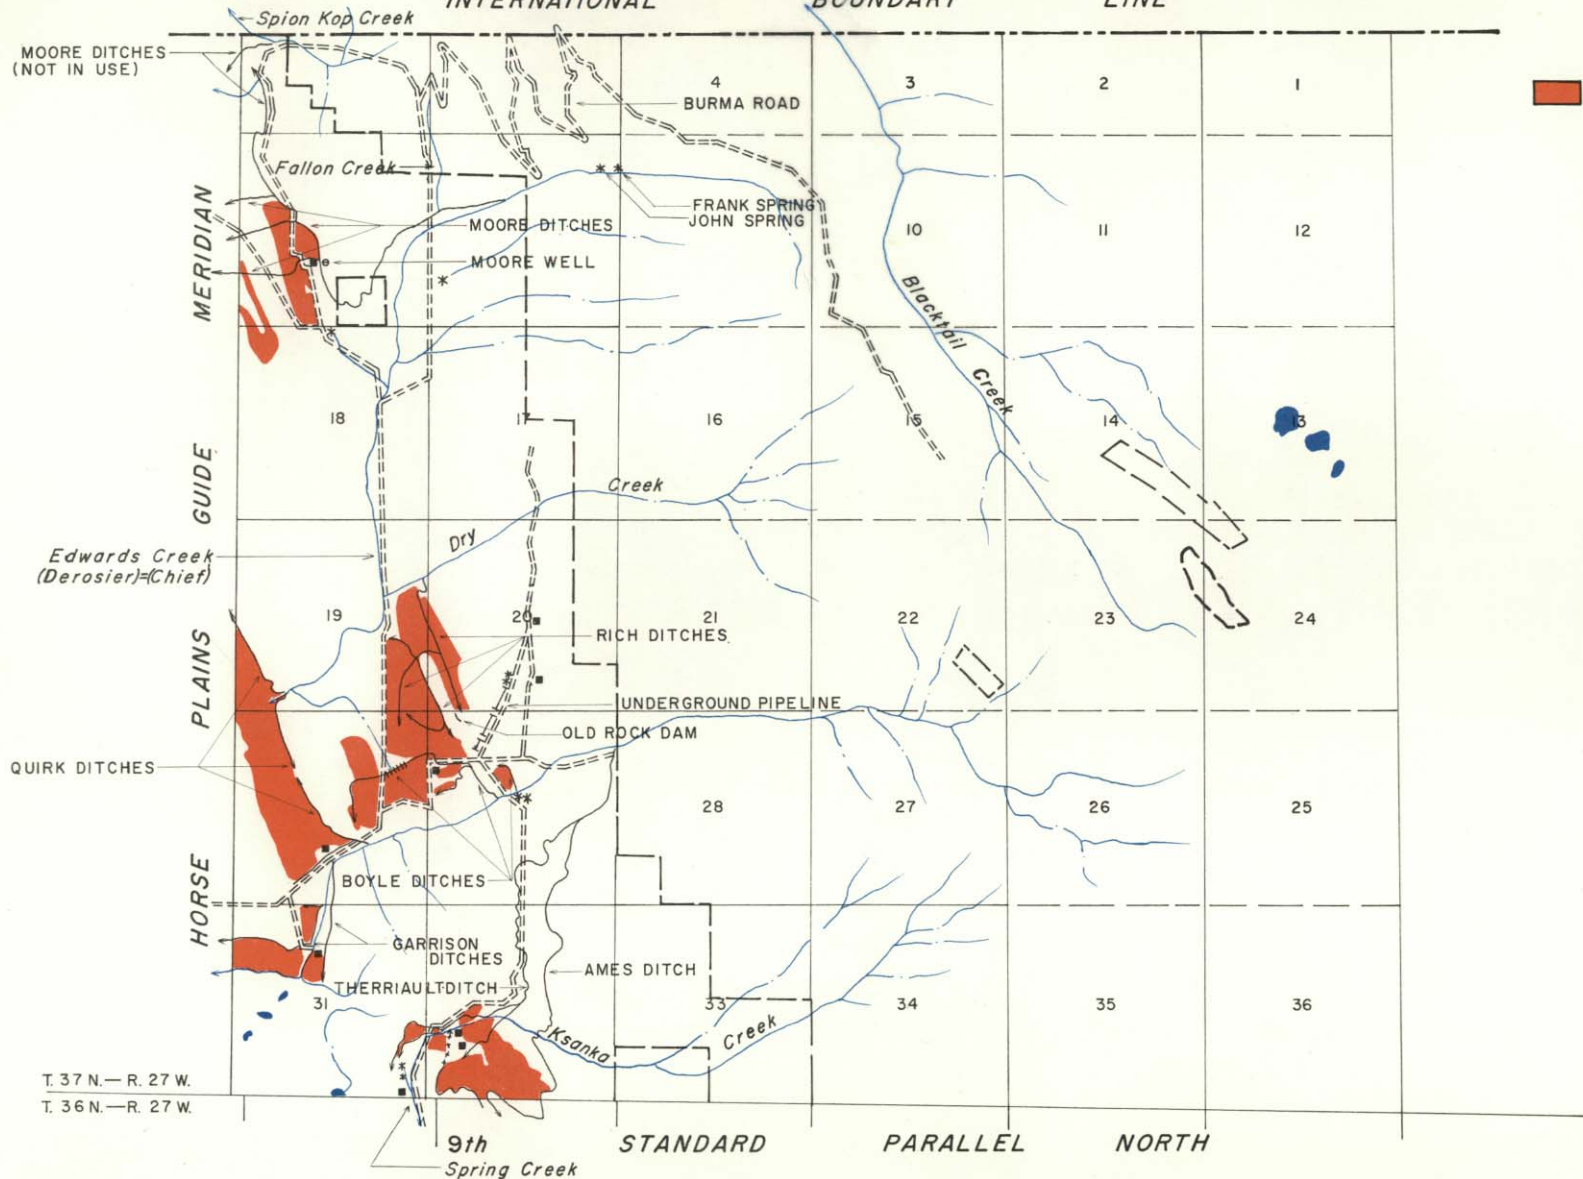 INTERNATIONAL BOUNDARY LINE
Spion Kop Creek
MOORE DITCHES
(NOT IN USE)
4 3 2 1
BURMA ROAD
Fallon Creek
FRANK SPRING
JOHN SPRING
MOORE DITCHES
10 11 12
MOORE WELL
MERIDIAN
Blacktail Creek
18 17 16 15 14 13
GUIDE
Creek
Dry
Edwards Creek
(Derosier)=(Chief)
19 20 21 22 23 24
RICH DITCHES
PLAINS
UNDERGROUND PIPELINE
OLD ROCK DAM
QUIRK DITCHES
28 27 26 25
BOYLE DITCHES
HORSE
GARRISON
DITCHES
AMES DITCH
THERRIAULT DITCH
31 33 34 35 36
Ksanka Creek
T. 37 N.—R. 27 W.
T. 36 N.—R. 27 W.
9th STANDARD PARALLEL NORTH
Spring Creek